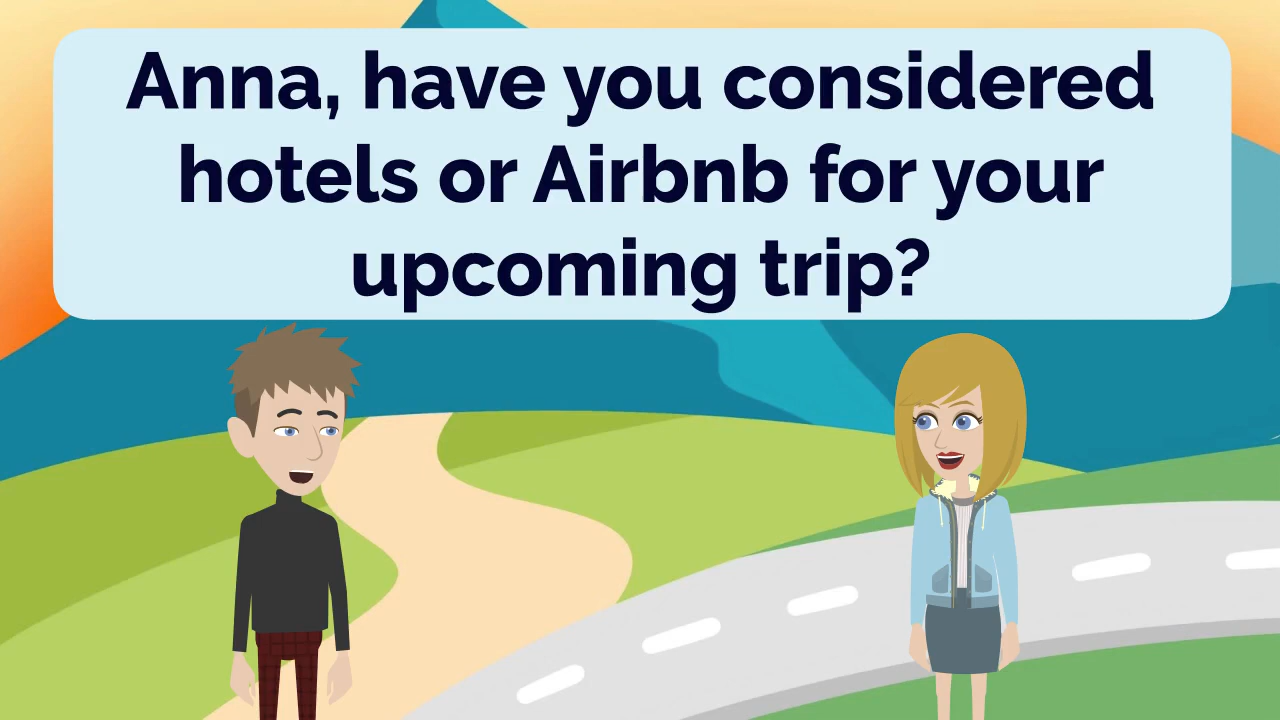 Anna, have you considered
hotels or Airbnb for your
upcoming trip?